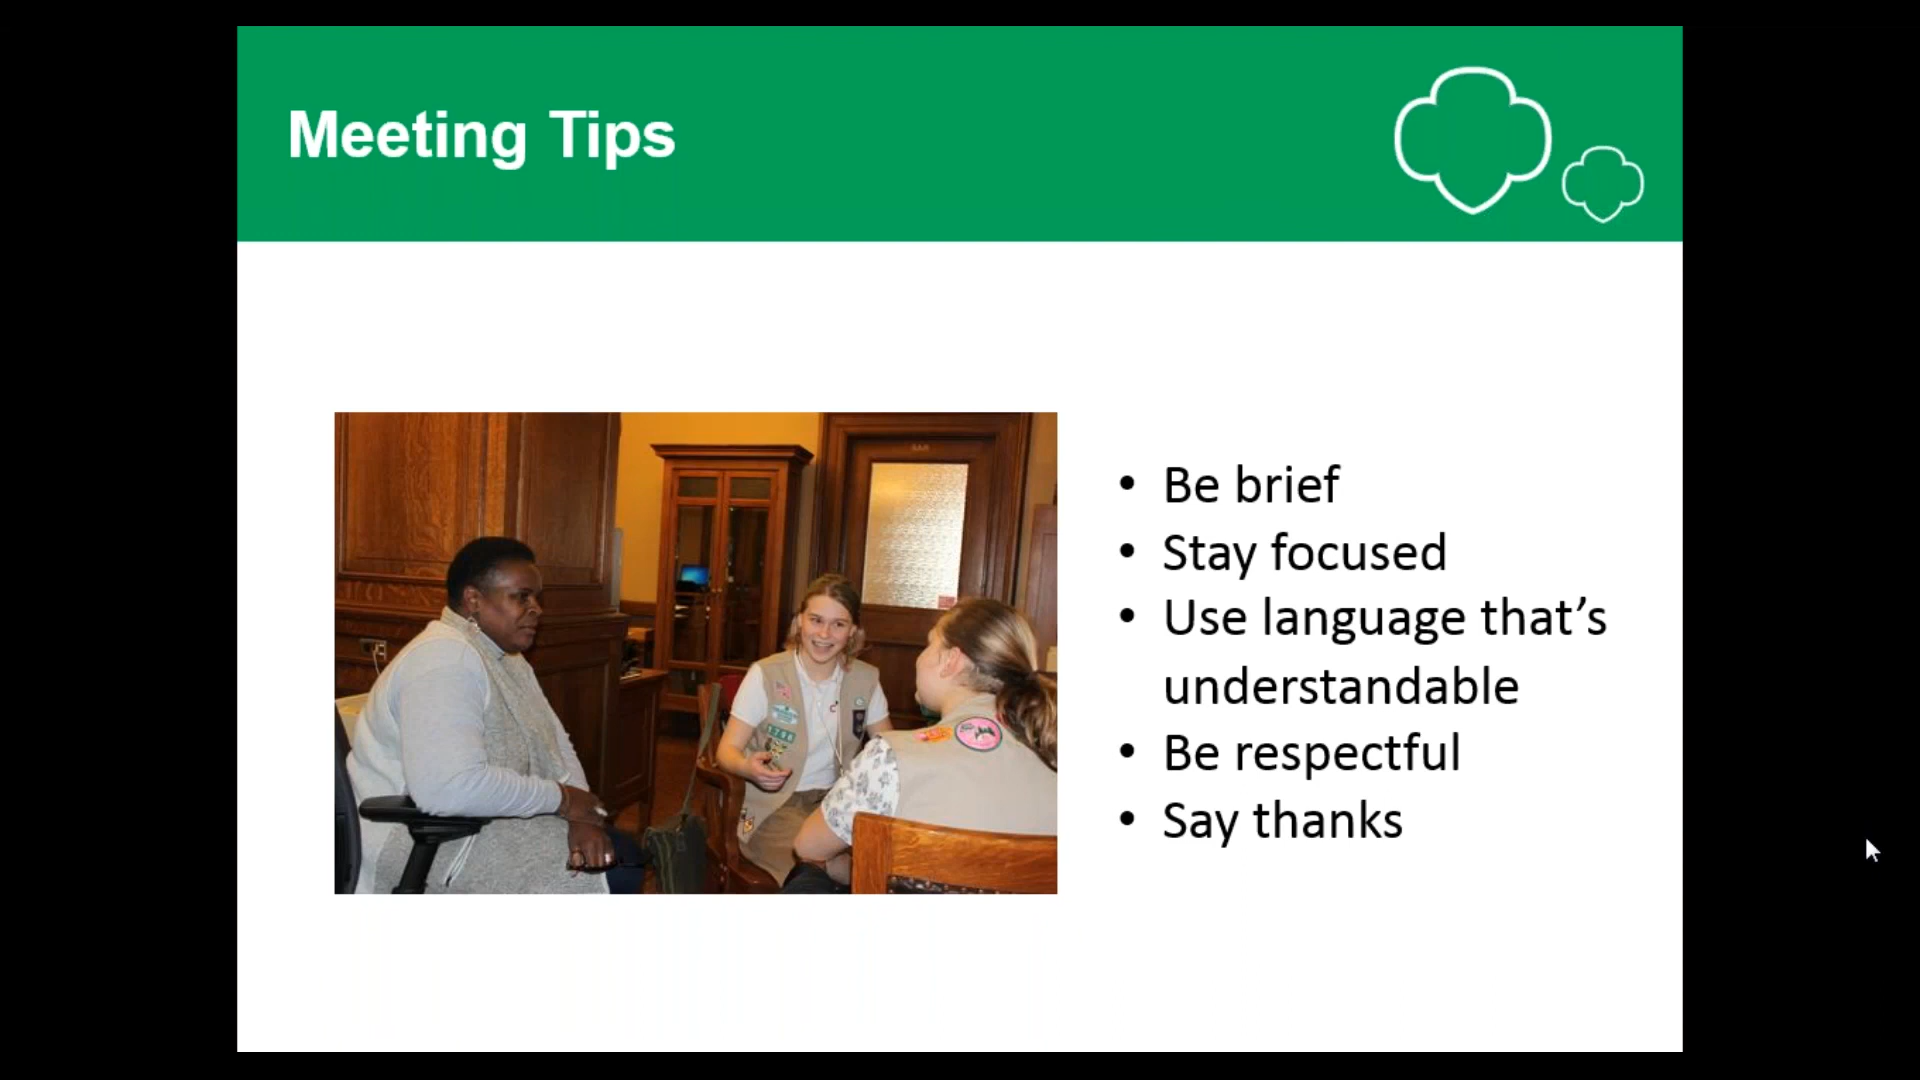 Meeting Tips
• Be brief
• Stay focused
• Use language that’s
understandable
• Be respectful
• Say thanks